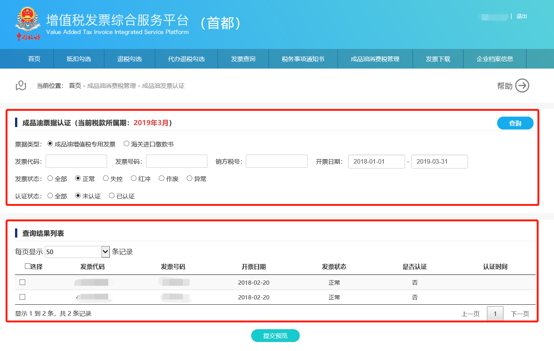 增值税发票综合服务平台 （首都）
Value Added Tax Invoice Integrated Service Platform
| 退出
首页 抵扣勾选 退税勾选 代办退税勾选 发票查询 税务事项通知书 成品油消费税管理 发票下载 企业档案信息
当前位置： 首页 - 成品油消费税管理 - 成品油发票认证 帮助
成品油票据认证（当前税款所属期：2019年3月） 查询
票据类型： 成品油增值税专用发票 海关进口缴款书
发票代码： 发票号码： 销方税号： 开票日期： 2018-01-01 - 2019-03-31
发票状态： 全部 正常 失控 红冲 作废 异常
认证状态： 全部 未认证 已认证
查询结果列表
每页显示 50 条记录
选择 发票代码 发票号码 开票日期 发票状态 是否认证 认证时间
2018-02-20 正常 否
2018-02-20 正常 否
显示 1 到 2 条，共 2 条记录 上一页 1 下一页
提交预览